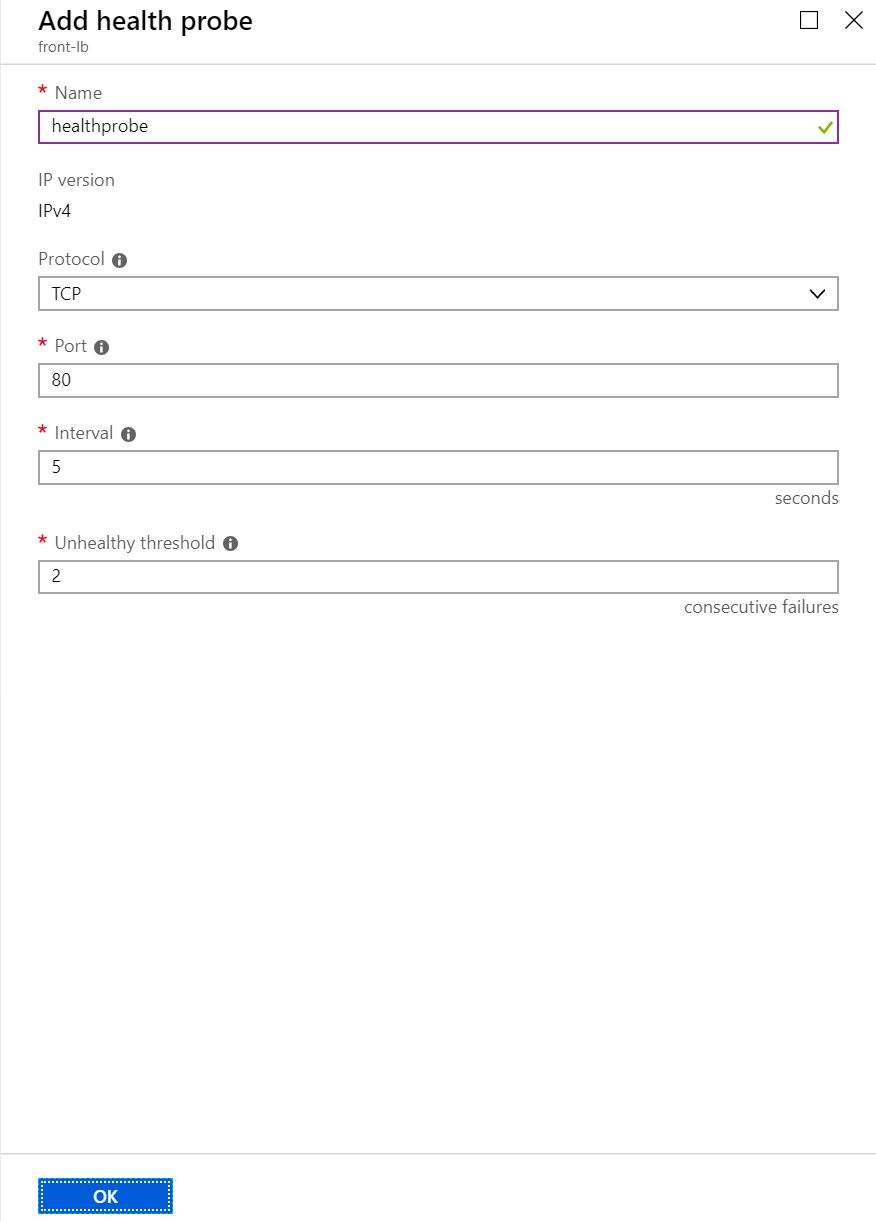 Add health probe
front-lb
* Name
healthprobe
IP version
IPv4
Protocol
TCP
* Port
80
* Interval
5
seconds
* Unhealthy threshold
2
consecutive failures
OK